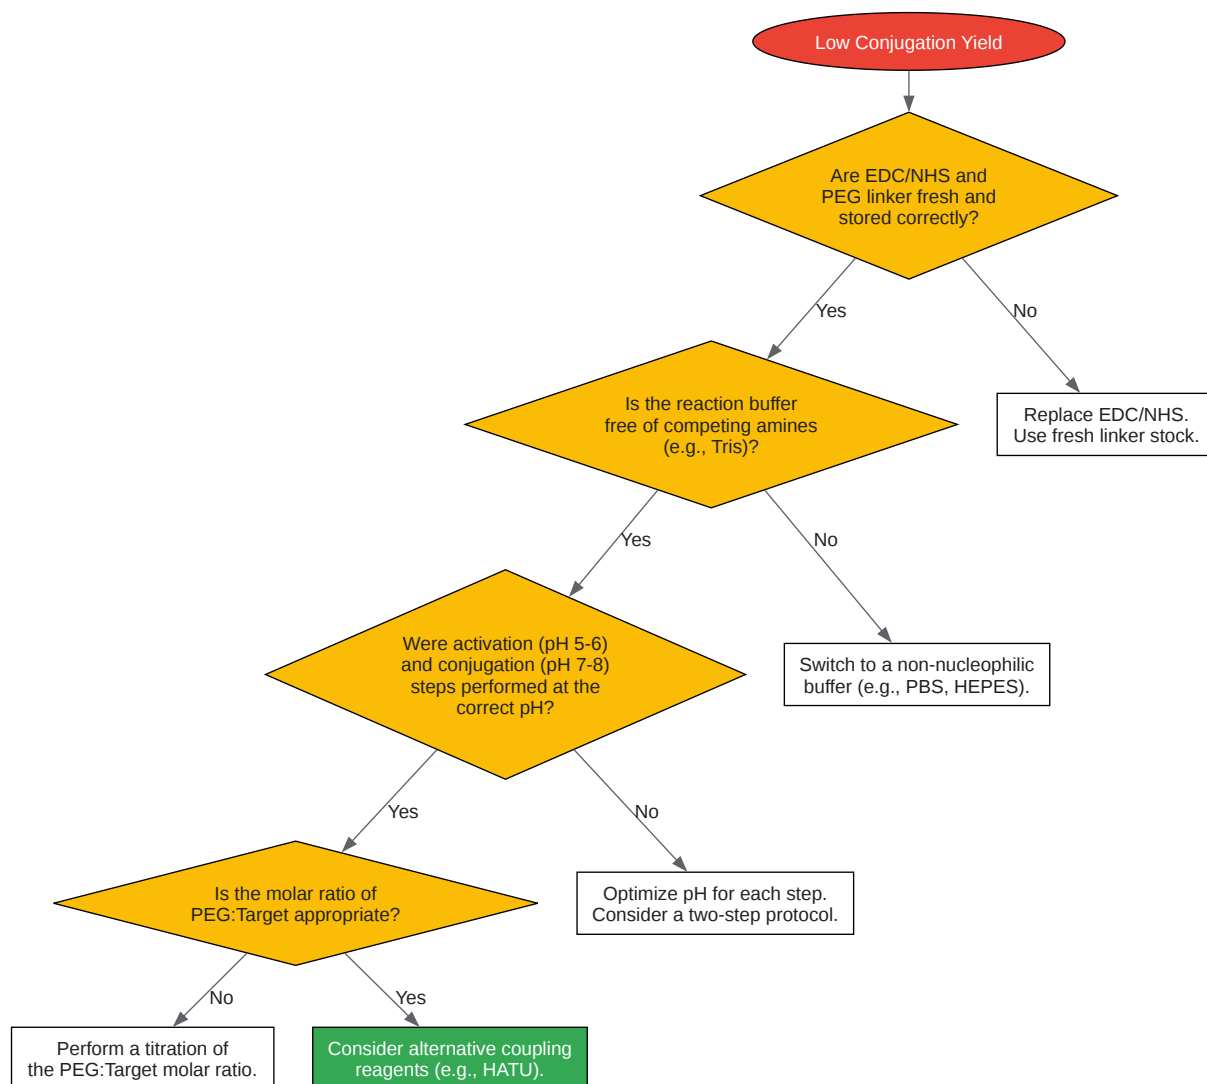 Low Conjugation Yield
Are EDC/NHS and
PEG linker fresh and
stored correctly?
Yes
No
Is the reaction buffer
free of competing amines
(e.g., Tris)?
Replace EDC/NHS.
Use fresh linker stock.
Yes
No
Were activation (pH 5-6)
and conjugation (pH 7-8)
steps performed at the
correct pH?
Switch to a non-nucleophilic
buffer (e.g., PBS, HEPES).
Yes
No
Is the molar ratio of
PEG:Target appropriate?
Optimize pH for each step.
Consider a two-step protocol.
No
Yes
Perform a titration of
the PEG:Target molar ratio.
Consider alternative coupling
reagents (e.g., HATU).